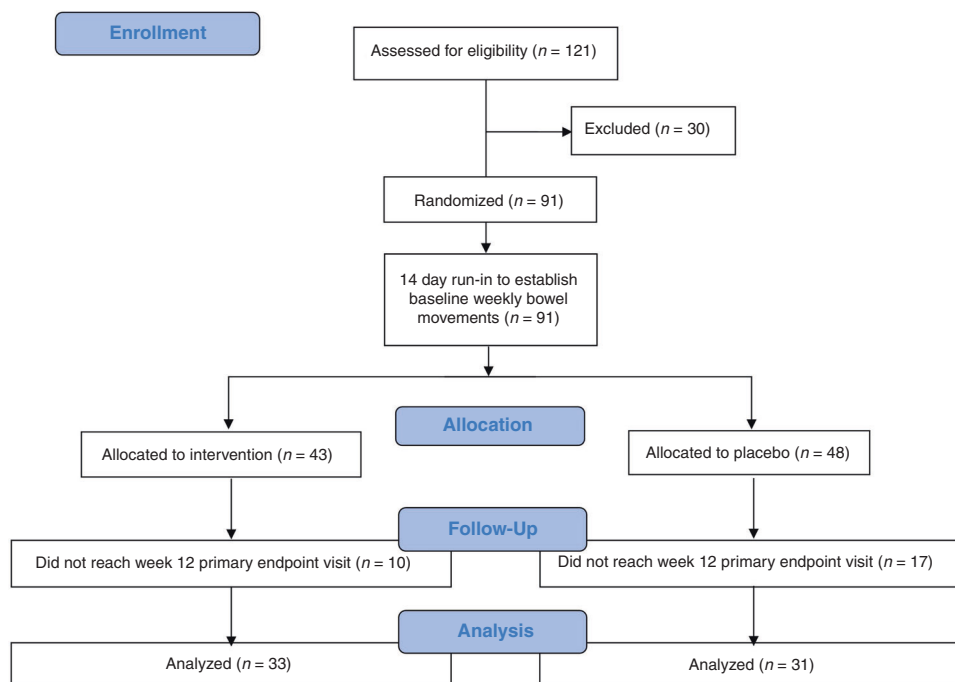 Enrollment
Assessed for eligibility (n = 121)
Excluded (n = 30)
Randomized (n = 91)
14 day run-in to establish
baseline weekly bowel
movements (n = 91)
Allocation
Allocated to intervention (n = 43)
Allocated to placebo (n = 48)
Follow-Up
Did not reach week 12 primary endpoint visit (n = 10)
Did not reach week 12 primary endpoint visit (n = 17)
Analysis
Analyzed (n = 33)
Analyzed (n = 31)